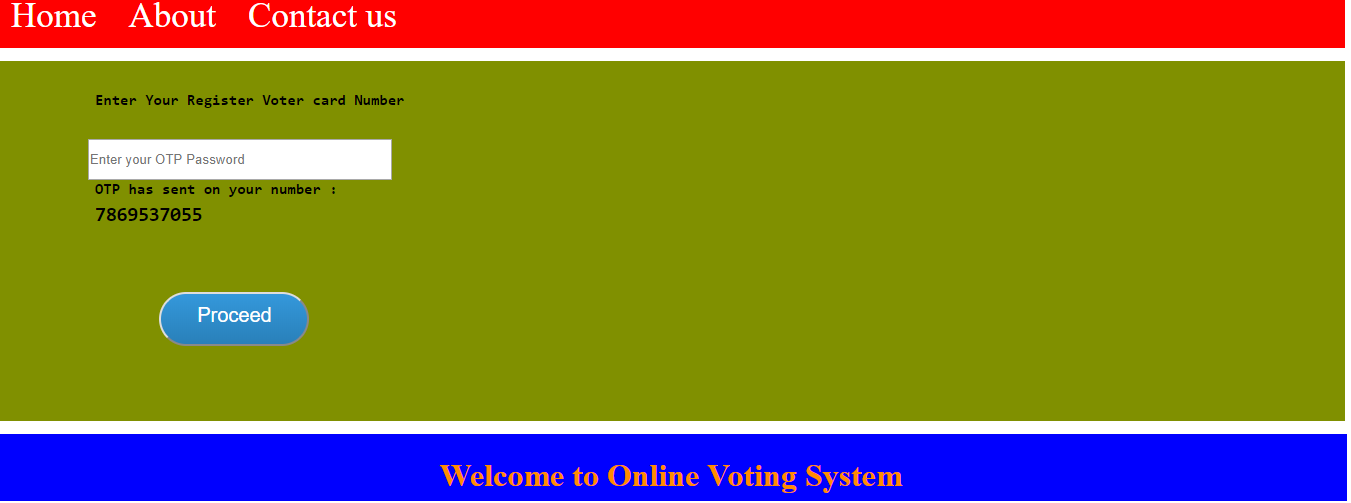 Home About Contact us
Enter Your Register Voter card Number
Enter your OTP Password
OTP has sent on your number :
7869537055
Proceed
Welcome to Online Voting System